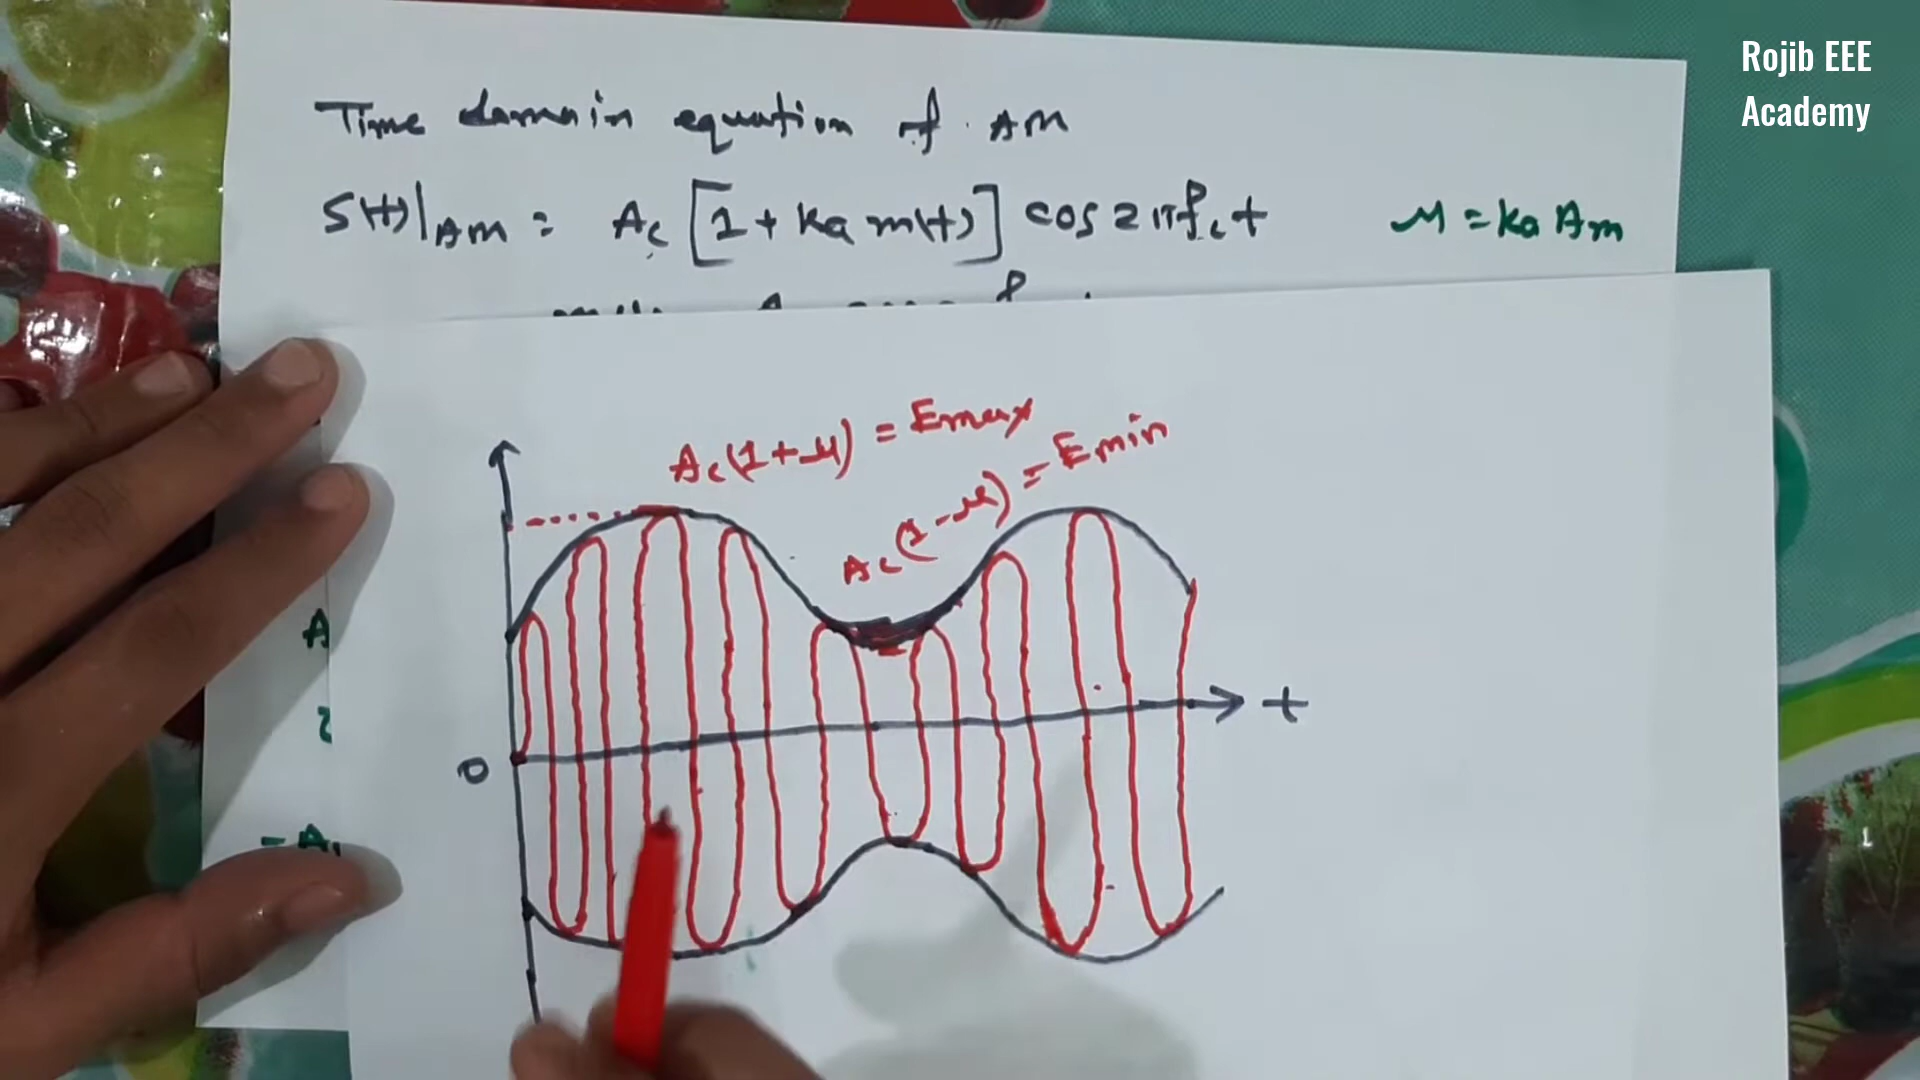 Rojib EEE
Academy
Time domain equation of AM
S(t)|AM = Ac [1 + ka m(t)] cos 2πfct
μ = ka Am
Ac(1+μ) = Emax
Ac(1-μ) = Emin
0
t
A
2
- A